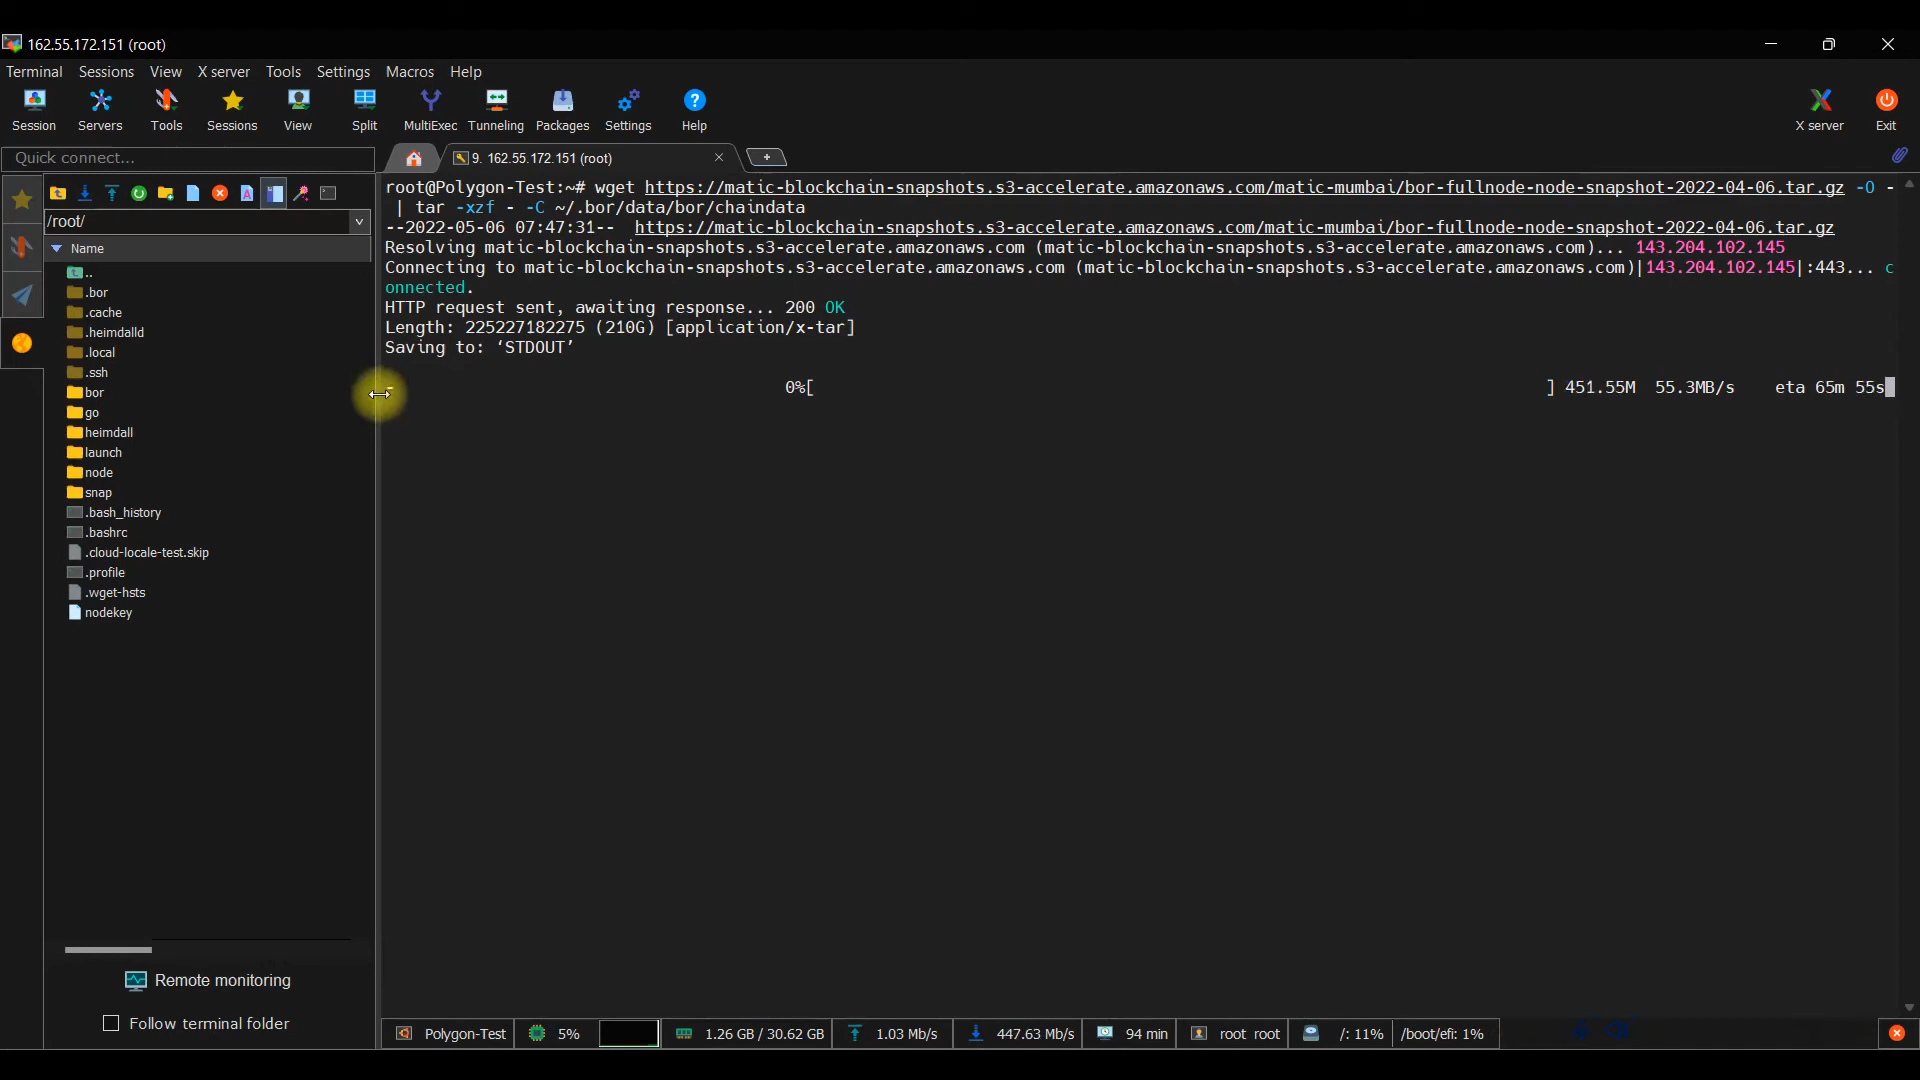 162.55.172.151 (root)
Terminal Sessions View X server Tools Settings Macros Help
Session Servers Tools Sessions View Split MultiExec Tunneling Packages Settings Help X server Exit
Quick connect...
9. 162.55.172.151 (root)
/root/
Name
..
.bor
.cache
.heimdalld
.local
.ssh
bor
go
heimdall
launch
node
snap
.bash_history
.bashrc
.cloud-locale-test.skip
.profile
.wget-hsts
nodekey
Remote monitoring
Follow terminal folder
root@Polygon-Test:~# wget https://matic-blockchain-snapshots.s3-accelerate.amazonaws.com/matic-mumbai/bor-fullnode-node-snapshot-2022-04-06.tar.gz -O -
| tar -xzf - -C ~/.bor/data/bor/chaindata
--2022-05-06 07:47:31-- https://matic-blockchain-snapshots.s3-accelerate.amazonaws.com/matic-mumbai/bor-fullnode-node-snapshot-2022-04-06.tar.gz
Resolving matic-blockchain-snapshots.s3-accelerate.amazonaws.com (matic-blockchain-snapshots.s3-accelerate.amazonaws.com)... 143.204.102.145
Connecting to matic-blockchain-snapshots.s3-accelerate.amazonaws.com (matic-blockchain-snapshots.s3-accelerate.amazonaws.com)|143.204.102.145|:443... c
onnected.
HTTP request sent, awaiting response... 200 OK
Length: 225227182275 (210G) [application/x-tar]
Saving to: ‘STDOUT’
- 0%[ ] 451.55M 55.3MB/s eta 65m 55s
Polygon-Test 5% 1.26 GB / 30.62 GB 1.03 Mb/s 447.63 Mb/s 94 min root root /: 11% /boot/efi: 1%